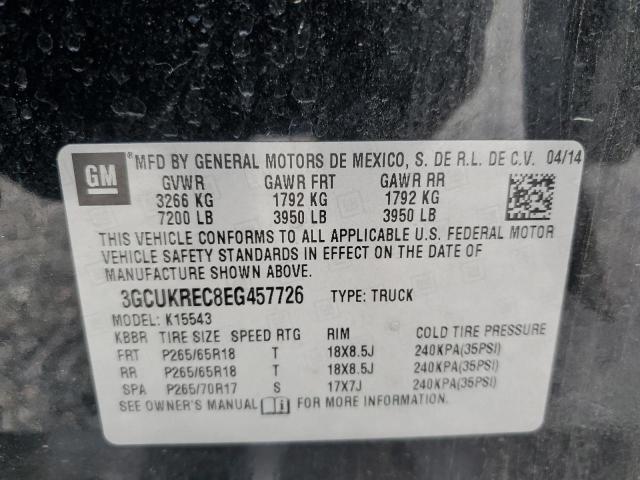 GM ® MFD BY GENERAL MOTORS DE MEXICO, S. DE R.L. DE C.V. 04/14
GVWR GAWR FRT GAWR RR
3266 KG 1792 KG 1792 KG
7200 LB 3950 LB 3950 LB
THIS VEHICLE CONFORMS TO ALL APPLICABLE U.S. FEDERAL MOTOR
VEHICLE SAFETY STANDARDS IN EFFECT ON THE DATE OF
MANUFACTURE SHOWN ABOVE.
3GCUKREC8EG457726 TYPE: TRUCK
MODEL: K15543
KBBR TIRE SIZE SPEED RTG RIM COLD TIRE PRESSURE
FRT P265/65R18 T 18X8.5J 240KPA(35PSI)
RR P265/65R18 T 18X8.5J 240KPA(35PSI)
SPA P265/70R17 S 17X7J 240KPA(35PSI)
SEE OWNER'S MANUAL FOR MORE INFORMATION.